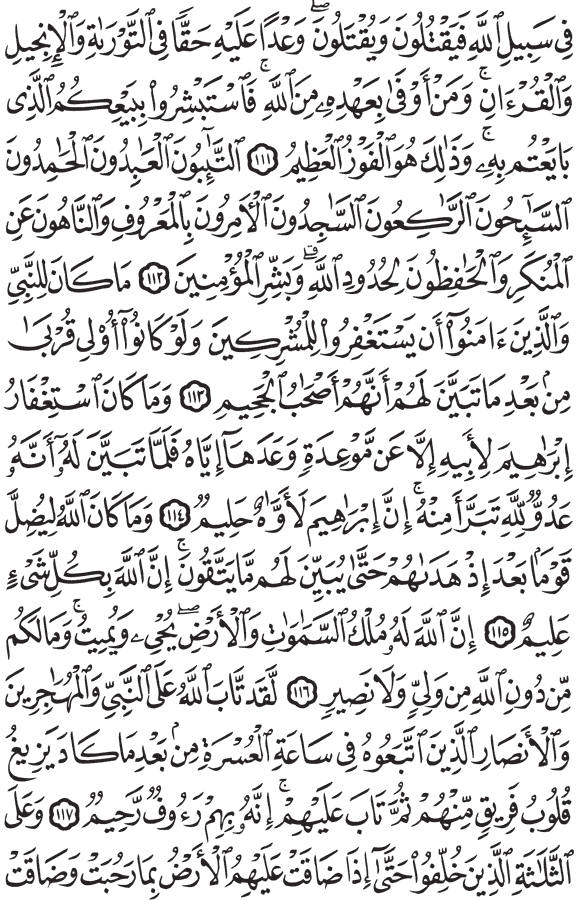 فِى سَبِيلِ ٱللَّهِ فَيَقْتُلُونَ وَيُقْتَلُونَ ۖ وَعْدًا عَلَيْهِ حَقًّا فِى ٱلتَّوْرَىٰةِ وَٱلْإِنجِيلِ
وَٱلْقُرْءَانِ ۚ وَمَنْ أَوْفَىٰ بِعَهْدِهِۦ مِنَ ٱللَّهِ ۚ فَٱسْتَبْشِرُوا۟ بِبَيْعِكُمُ ٱلَّذِى
بَايَعْتُم بِهِۦ ۚ وَذَٰلِكَ هُوَ ٱلْفَوْزُ ٱلْعَظِيمُ ١١١ ٱلتَّـٰٓئِبُونَ ٱلْعَـٰبِدُونَ ٱلْحَـٰمِدُونَ
ٱلسَّـٰٓئِحُونَ ٱلرَّٰكِعُونَ ٱلسَّـٰجِدُونَ ٱلْـَٔامِرُونَ بِٱلْمَعْرُوفِ وَٱلنَّاهُونَ عَنِ
ٱلْمُنكَرِ وَٱلْحَـٰفِظُونَ لِحُدُودِ ٱللَّهِ ۗ وَبَشِّرِ ٱلْمُؤْمِنِينَ ١١٢ مَا كَانَ لِلنَّبِىِّ
وَٱلَّذِينَ ءَامَنُوٓا۟ أَن يَسْتَغْفِرُوا۟ لِلْمُشْرِكِينَ وَلَوْ كَانُوٓا۟ أُو۟لِى قُرْبَىٰ
مِنۢ بَعْدِ مَا تَبَيَّنَ لَهُمْ أَنَّهُمْ أَصْحَـٰبُ ٱلْجَحِيمِ ١١٣ وَمَا كَانَ ٱسْتِغْفَارُ
إِبْرَٰهِيمَ لِأَبِيهِ إِلَّا عَن مَّوْعِدَةٍ وَعَدَهَآ إِيَّاهُ فَلَمَّا تَبَيَّنَ لَهُۥٓ أَنَّهُۥ
عَدُوٌّ لِّلَّهِ تَبَرَّأَ مِنْهُ ۚ إِنَّ إِبْرَٰهِيمَ لَأَوَّٰهٌ حَلِيمٌ ١١٤ وَمَا كَانَ ٱللَّهُ لِيُضِلَّ
قَوْمًۢا بَعْدَ إِذْ هَدَىٰهُمْ حَتَّىٰ يُبَيِّنَ لَهُم مَّا يَتَّقُونَ ۚ إِنَّ ٱللَّهَ بِكُلِّ شَىْءٍ
عَلِيمٌ ١١٥ إِنَّ ٱللَّهَ لَهُۥ مُلْكُ ٱلسَّمَـٰوَٰتِ وَٱلْأَرْضِ ۖ يُحْىِۦ وَيُمِيتُ ۚ وَمَا لَكُم
مِّن دُونِ ٱللَّهِ مِن وَلِىٍّ وَلَا نَصِيرٍ ١١٦ لَّقَد تَّابَ ٱللَّهُ عَلَى ٱلنَّبِىِّ وَٱلْمُهَـٰجِرِينَ
وَٱلْأَنصَارِ ٱلَّذِينَ ٱتَّبَعُوهُ فِى سَاعَةِ ٱلْعُسْرَةِ مِنۢ بَعْدِ مَا كَادَ يَزِيغُ
قُلُوبُ فَرِيقٍ مِّنْهُمْ ثُمَّ تَابَ عَلَيْهِمْ ۚ إِنَّهُۥ بِهِمْ رَءُوفٌ رَّحِيمٌ ١١٧ وَعَلَى
ٱلثَّلَـٰثَةِ ٱلَّذِينَ خُلِّفُوا۟ حَتَّىٰٓ إِذَا ضَاقَتْ عَلَيْهِمُ ٱلْأَرْضُ بِمَا رَحُبَتْ وَضَاقَتْ